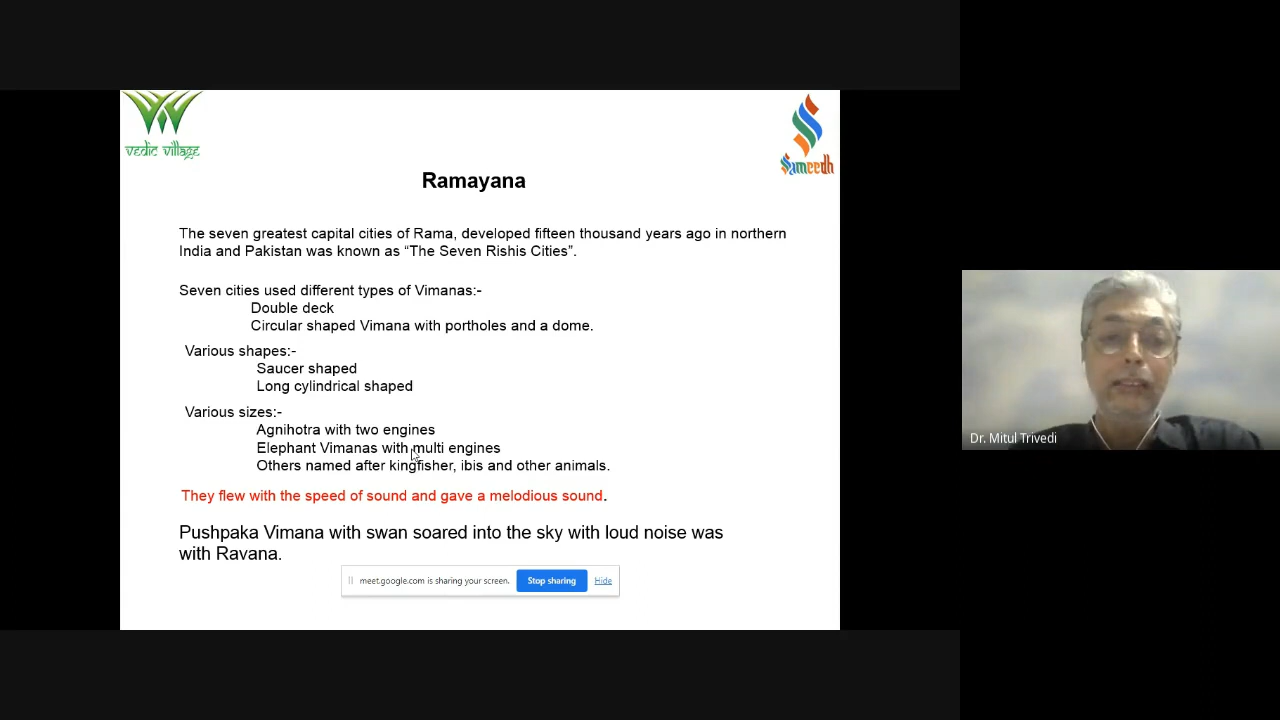 vedic village
Sameedh
Ramayana
The seven greatest capital cities of Rama, developed fifteen thousand years ago in northern
India and Pakistan was known as “The Seven Rishis Cities”.
Seven cities used different types of Vimanas:-
Double deck
Circular shaped Vimana with portholes and a dome.
Various shapes:-
Saucer shaped
Long cylindrical shaped
Various sizes:-
Agnihotra with two engines
Elephant Vimanas with multi engines
Others named after kingfisher, ibis and other animals.
They flew with the speed of sound and gave a melodious sound.
Pushpaka Vimana with swan soared into the sky with loud noise was
with Ravana.
meet.google.com is sharing your screen. Stop sharing Hide
Dr. Mitul Trivedi